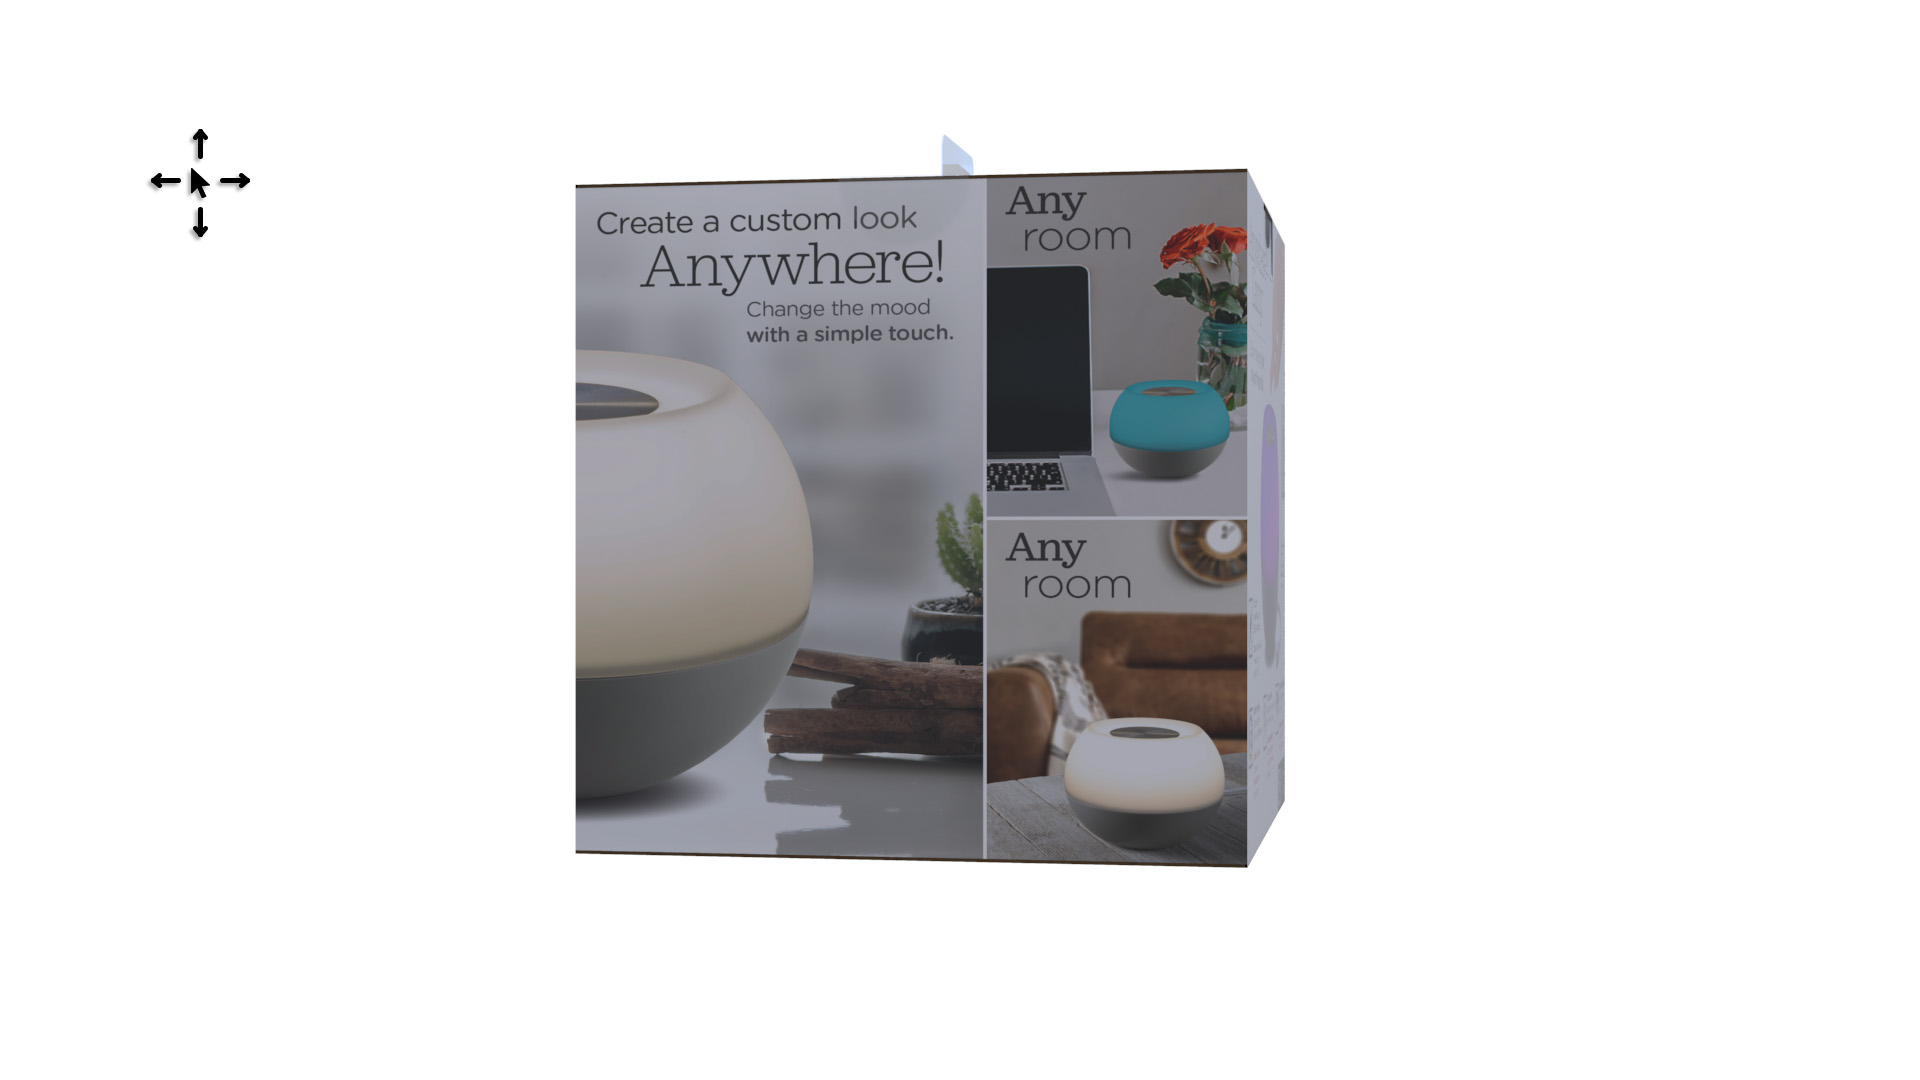 Create a custom look
Anywhere!
Change the mood
with a simple touch.
Any
room
Any
room